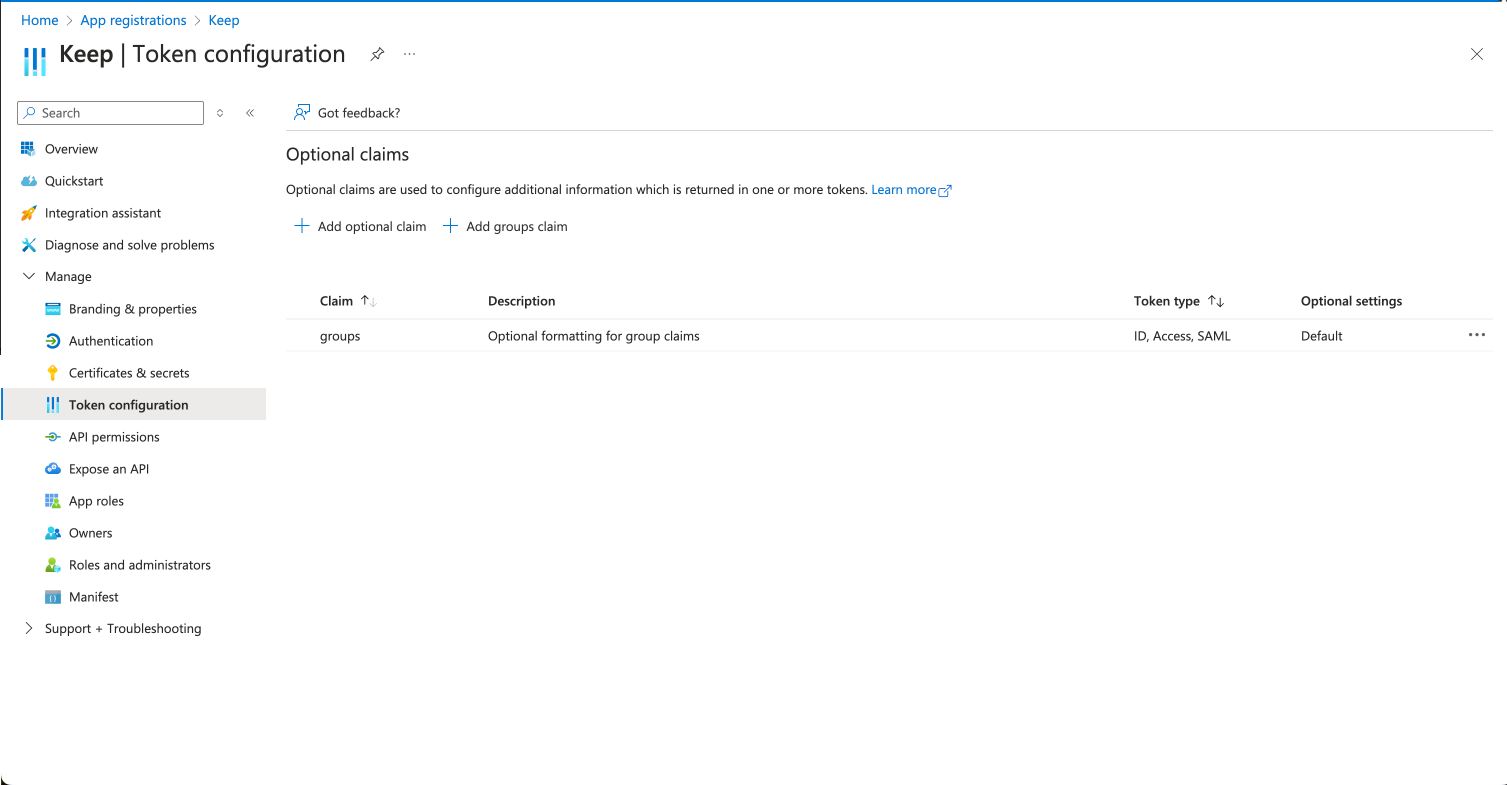 Home > App registrations > Keep
Keep | Token configuration
Search
Got feedback?
Overview
Quickstart
Integration assistant
Diagnose and solve problems
Manage
Branding & properties
Authentication
Certificates & secrets
Token configuration
API permissions
Expose an API
App roles
Owners
Roles and administrators
Manifest
Support + Troubleshooting
Optional claims
Optional claims are used to configure additional information which is returned in one or more tokens. Learn more
Add optional claim Add groups claim
Claim Description Token type Optional settings
groups Optional formatting for group claims ID, Access, SAML Default